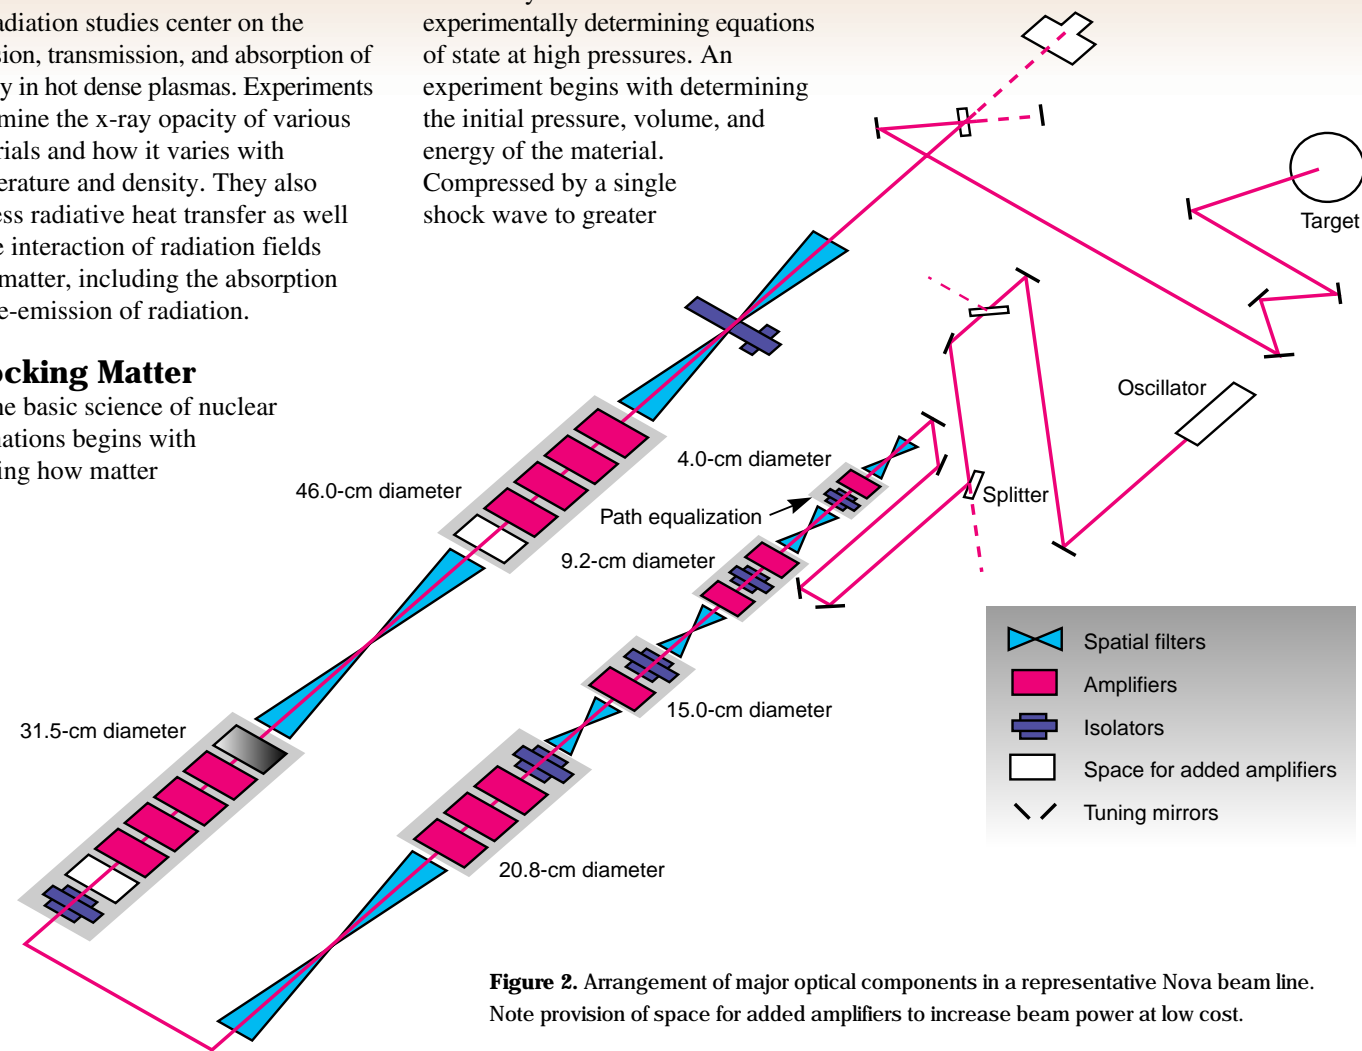 radiation studies center on the
sion, transmission, and absorption of
y in hot dense plasmas. Experiments
mine the x-ray opacity of various
rials and how it varies with
erature and density. They also
ess radiative heat transfer as well
e interaction of radiation fields
matter, including the absorption
e-emission of radiation.
ocking Matter
he basic science of nuclear
nations begins with
ing how matter
experimentally determining equations
of state at high pressures. An
experiment begins with determining
the initial pressure, volume, and
energy of the material.
Compressed by a single
shock wave to greater
Target
Oscillator
4.0-cm diameter
46.0-cm diameter
Splitter
Path equalization
9.2-cm diameter
15.0-cm diameter
31.5-cm diameter
20.8-cm diameter
Spatial filters
Amplifiers
Isolators
Space for added amplifiers
Tuning mirrors
Figure 2. Arrangement of major optical components in a representative Nova beam line.
Note provision of space for added amplifiers to increase beam power at low cost.